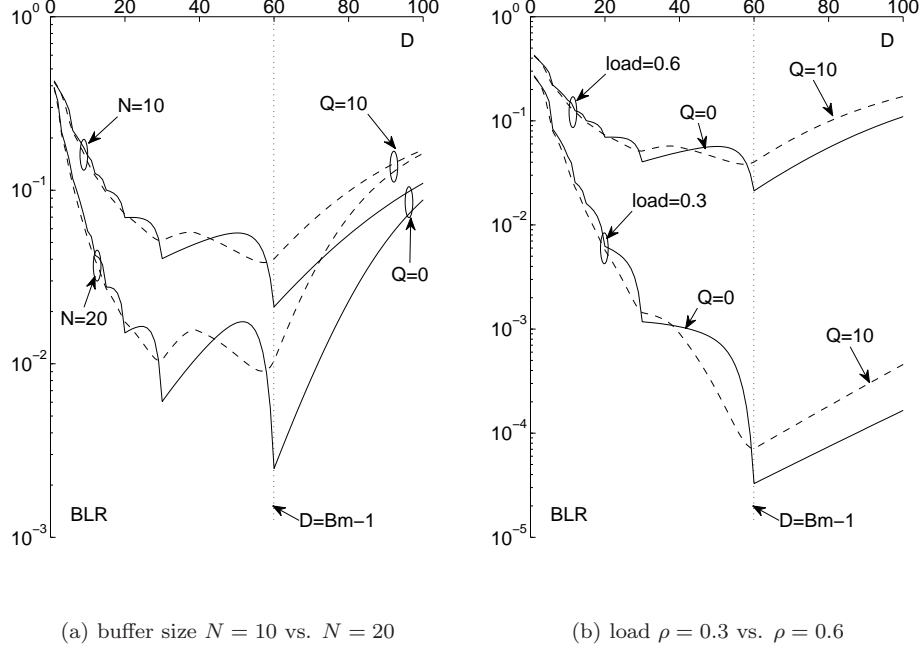 0 20 40 60 80 100
D
10^0
10^−1
10^−2
10^−3
N=10
Q=10
Q=0
N=20
D=Bm−1
BLR
(a) buffer size N = 10 vs. N = 20
0 20 40 60 80 100
D
10^0
10^−1
10^−2
10^−3
10^−4
10^−5
load=0.6
Q=10
Q=0
load=0.3
Q=0
Q=10
D=Bm−1
BLR
(b) load ρ = 0.3 vs. ρ = 0.6